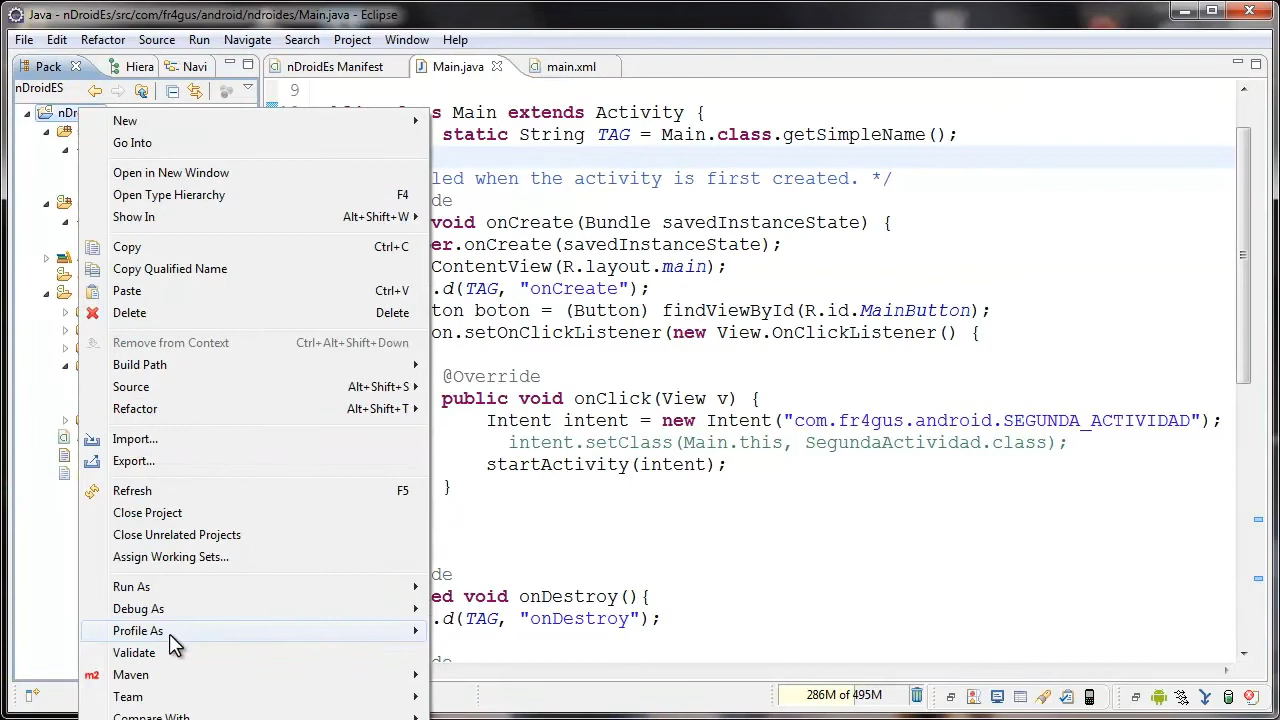 Java - nDroidEs/src/com/fr4gus/android/ndroides/Main.java - Eclipse
File Edit Refactor Source Run Navigate Search Project Window Help
Pack Hiera Navi nDroidEs Manifest Main.java main.xml
nDroidES
9
Main extends Activity {
static String TAG = Main.class.getSimpleName();
led when the activity is first created. */
de
void onCreate(Bundle savedInstanceState) {
er.onCreate(savedInstanceState);
ContentView(R.layout.main);
.d(TAG, "onCreate");
ton boton = (Button) findViewById(R.id.MainButton);
on.setOnClickListener(new View.OnClickListener() {
@Override
public void onClick(View v) {
Intent intent = new Intent("com.fr4gus.android.SEGUNDA_ACTIVIDAD");
intent.setClass(Main.this, SegundaActividad.class);
startActivity(intent);
}
de
ed void onDestroy(){
.d(TAG, "onDestroy");
de
New
Go Into
Open in New Window
Open Type Hierarchy F4
Show In Alt+Shift+W
Copy Ctrl+C
Copy Qualified Name
Paste Ctrl+V
Delete Delete
Remove from Context Ctrl+Alt+Shift+Down
Build Path
Source Alt+Shift+S
Refactor Alt+Shift+T
Import...
Export...
Refresh F5
Close Project
Close Unrelated Projects
Assign Working Sets...
Run As
Debug As
Profile As
Validate
m2 Maven
Team
Compare With
286M of 495M